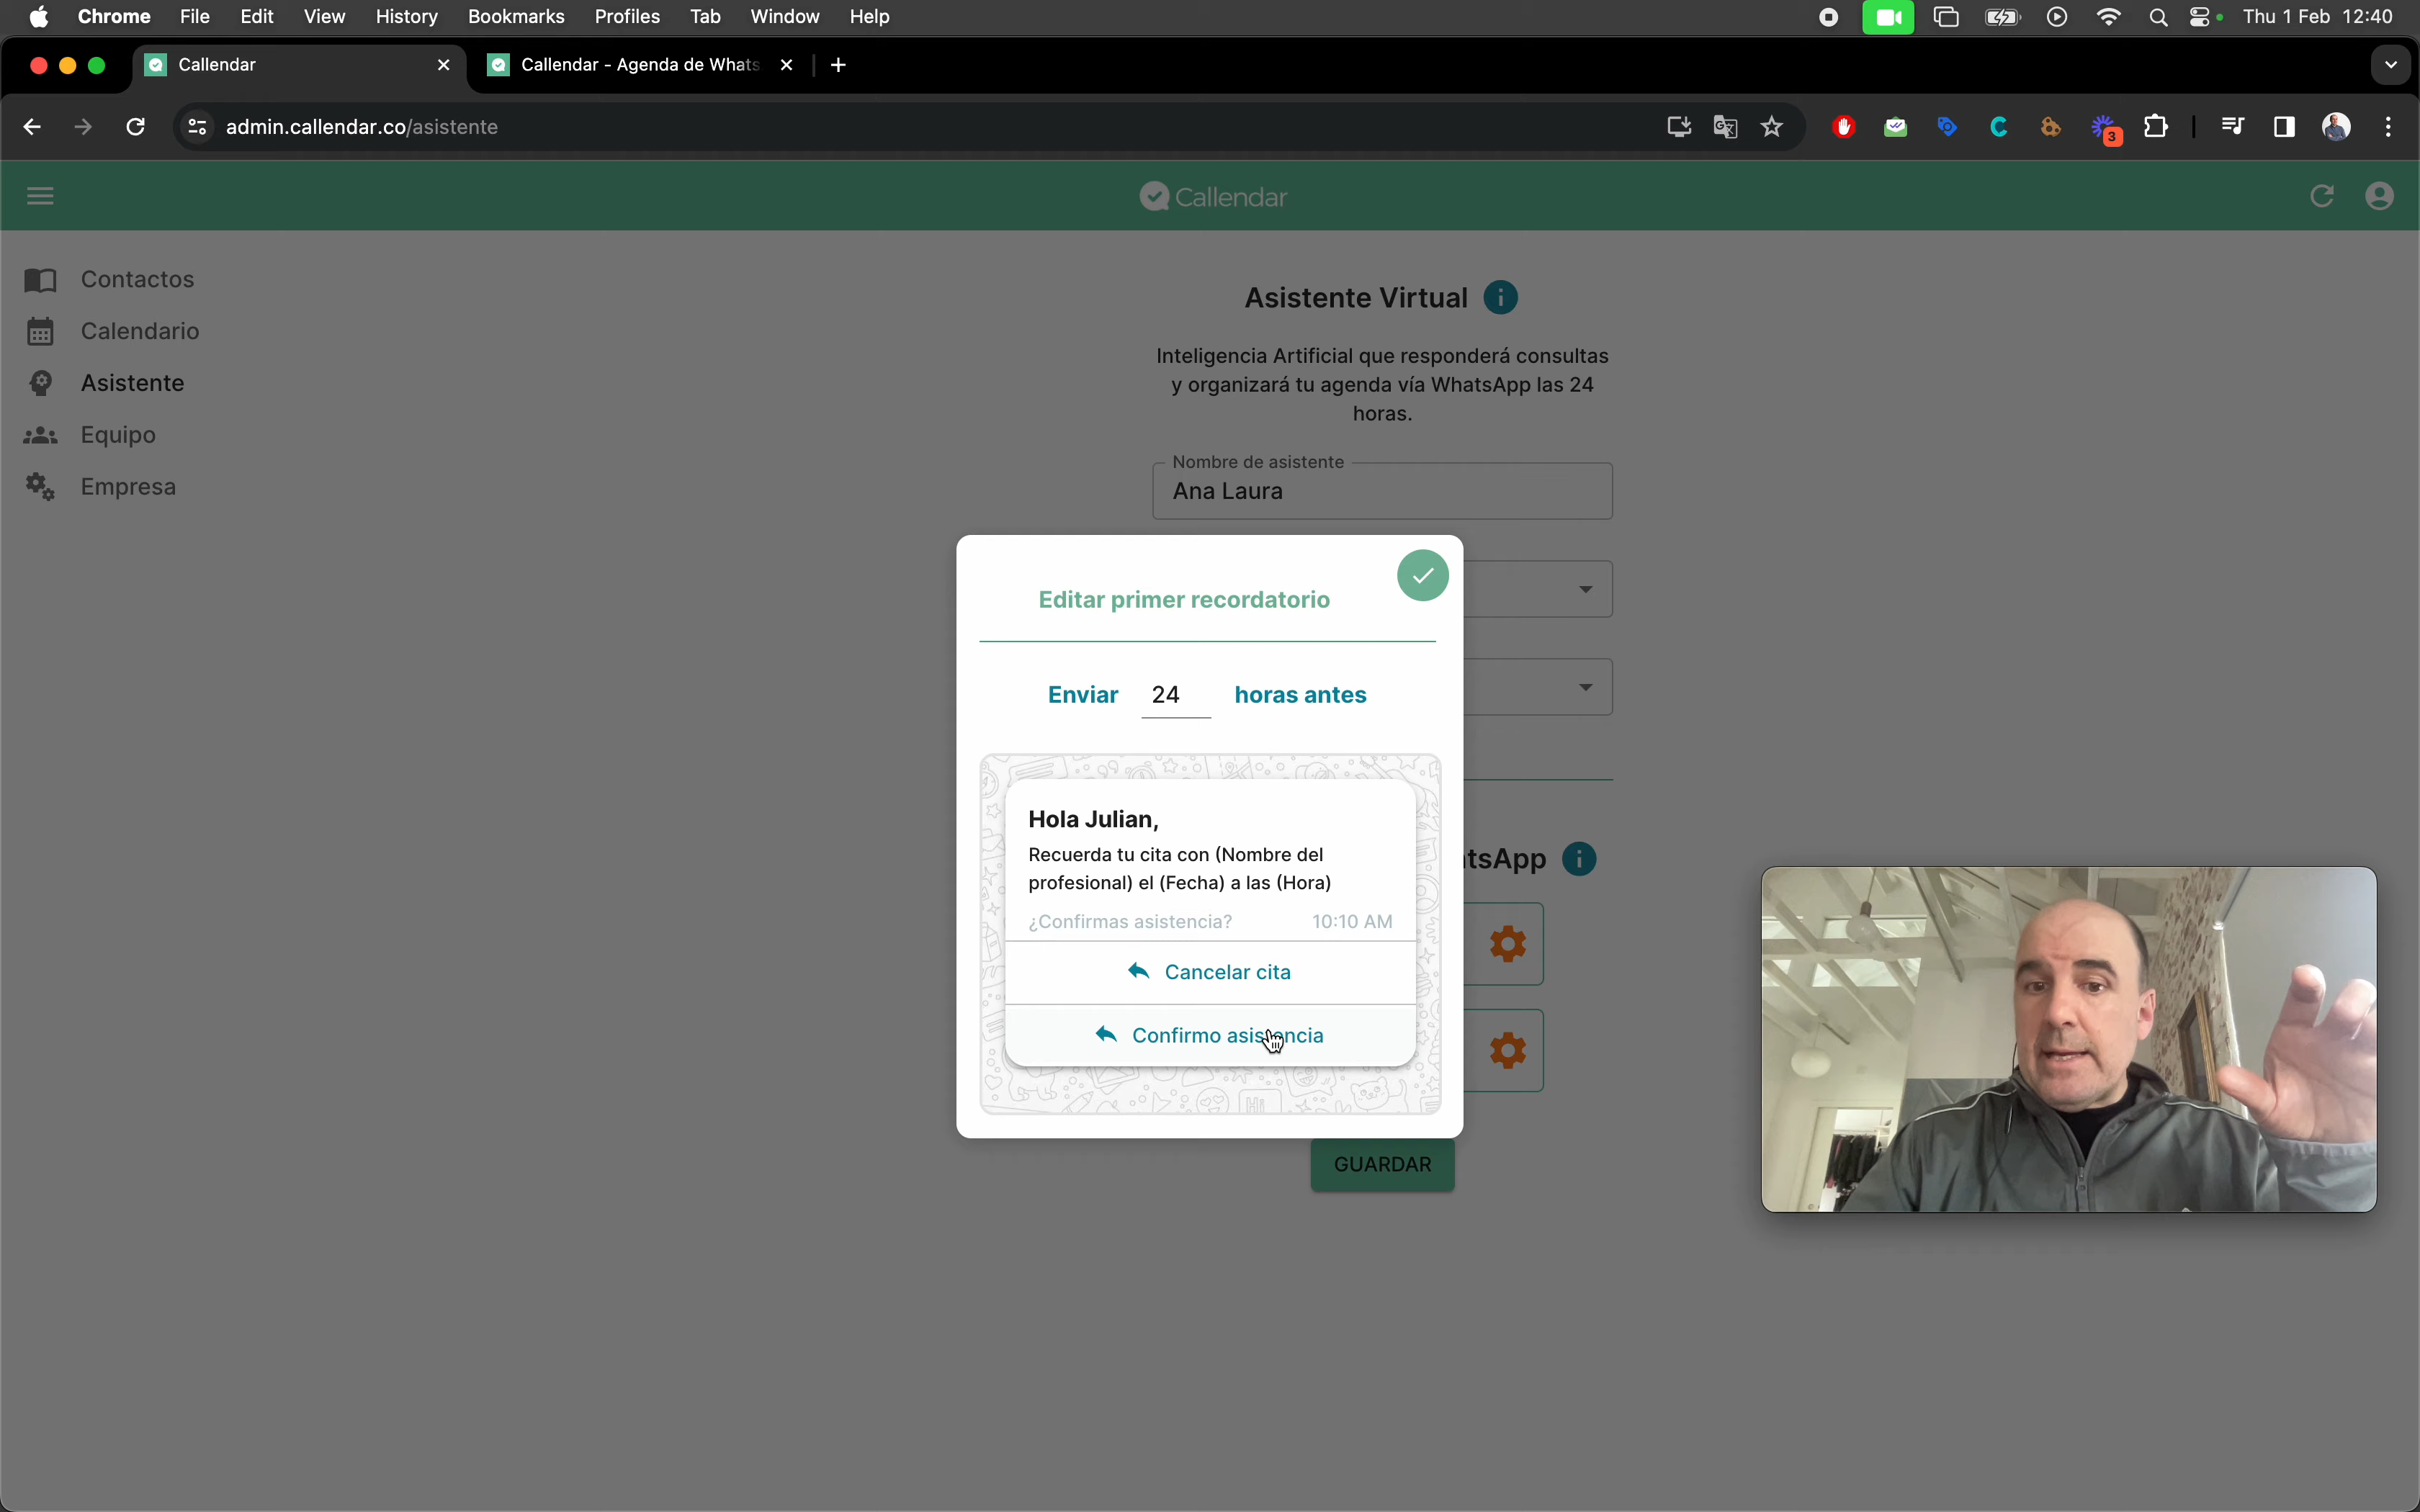 Chrome File Edit View History Bookmarks Profiles Tab Window Help Thu 1 Feb 12:40
Callendar Callendar - Agenda de Whats
admin.callendar.co/asistente
3
Callendar
Contactos
Calendario
Asistente
Equipo
Empresa
Asistente Virtual
Inteligencia Artificial que responderá consultas
y organizará tu agenda vía WhatsApp las 24
horas.
Nombre de asistente
Ana Laura
Editar primer recordatorio
Enviar 24 horas antes
Hola Julian,
Recuerda tu cita con (Nombre del
profesional) el (Fecha) a las (Hora)
¿Confirmas asistencia? 10:10 AM
Cancelar cita
Confirmo asistencia
Hi
tsApp
GUARDAR